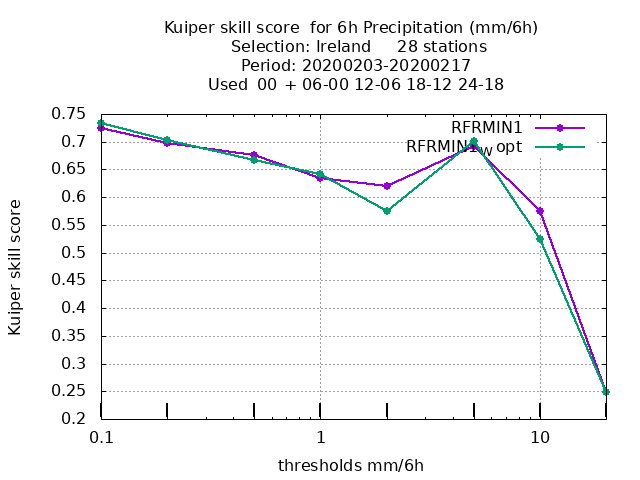 Kuiper skill score  for 6h Precipitation (mm/6h)
Selection: Ireland     28 stations
Period: 20200203-20200217
Used  00 + 06-00 12-06 18-12 24-18
0.75
0.7
0.65
0.6
0.55
0.5
0.45
0.4
0.35
0.3
0.25
0.2
Kuiper skill score
RFRMIN1
RFRMIN1wopt
0.1
1
10
thresholds mm/6h